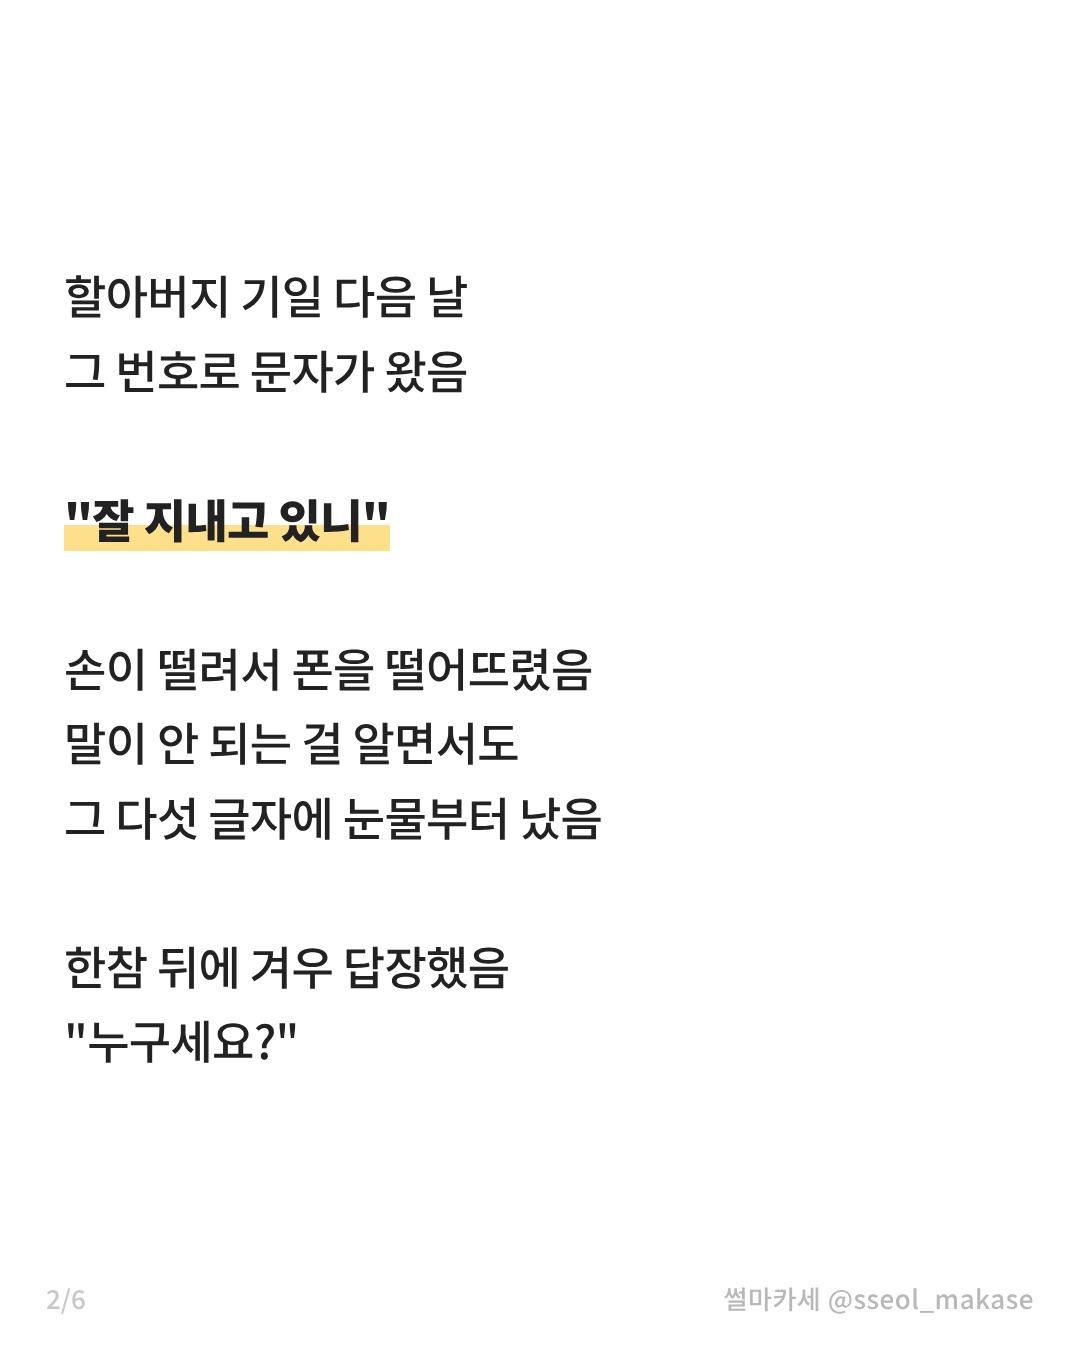 할아버지 기일 다음 날
그 번호로 문자가 왔음
"잘 지내고 있니"
손이 떨려서 폰을 떨어뜨렸음
말이 안 되는 걸 알면서도
그 다섯 글자에 눈물부터 났음
한참 뒤에 겨우 답장했음
"누구세요?"
2/6
썰마카세 @sseol_makase